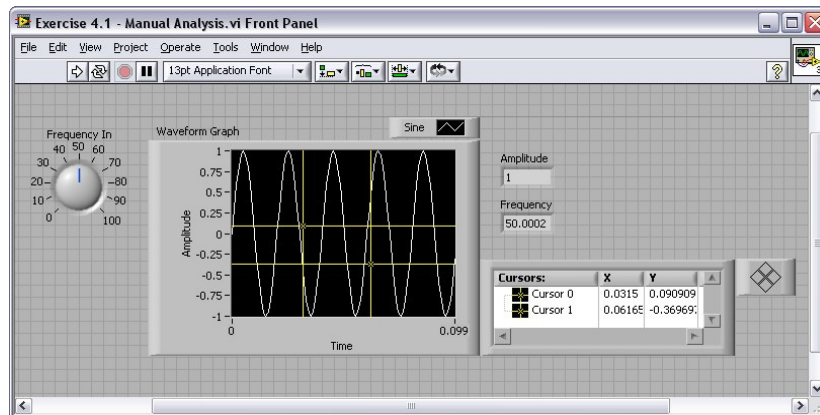 Exercise 4.1 - Manual Analysis.vi Front Panel
File Edit View Project Operate Tools Window Help
13pt Application Font
Frequency In
0 10 20 30 40 50 60 70 80 90 100
Waveform Graph
Sine
Amplitude
1
0.75
0.5
0.25
0
-0.25
-0.5
-0.75
-1
0 0.099
Time
Amplitude
1
Frequency
50.0002
Cursors: X Y
Cursor 0 0.0315 0.090909
Cursor 1 0.06165 -0.369697